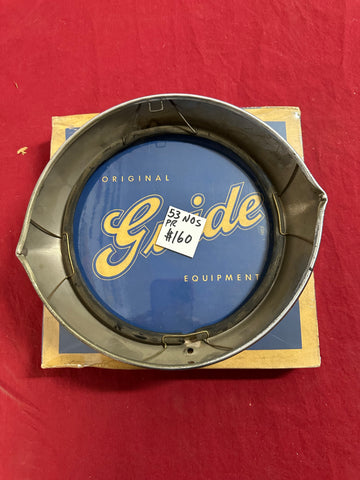 ORIGINAL
Guide
53 NOS
PR
$160
EQUIPMENT